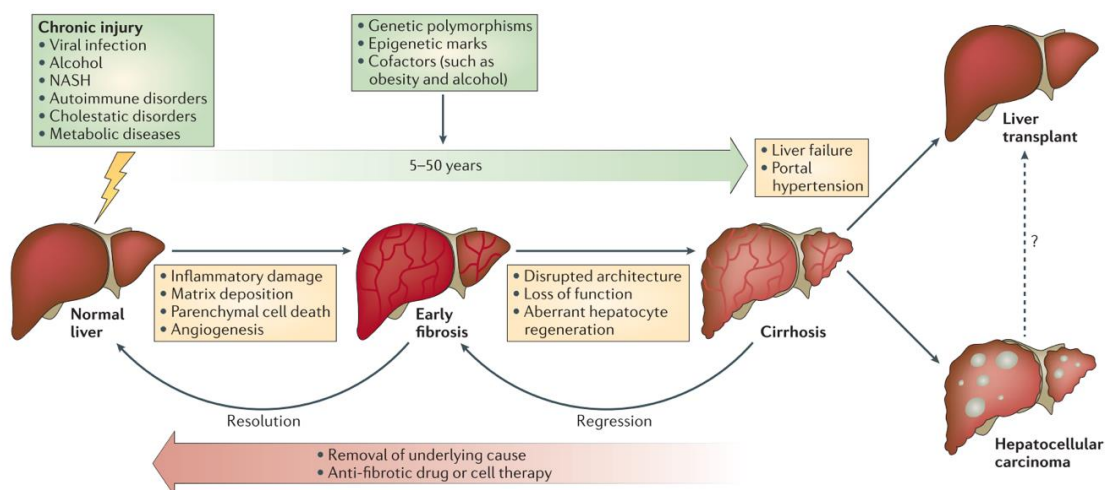 Chronic injury
• Viral infection
• Alcohol
• NASH
• Autoimmune disorders
• Cholestatic disorders
• Metabolic diseases
• Genetic polymorphisms
• Epigenetic marks
• Cofactors (such as
obesity and alcohol)
5–50 years
• Liver failure
• Portal
hypertension
Liver
transplant
Normal
liver
• Inflammatory damage
• Matrix deposition
• Parenchymal cell death
• Angiogenesis
Early
fibrosis
• Disrupted architecture
• Loss of function
• Aberrant hepatocyte
regeneration
Cirrhosis
?
Hepatocellular
carcinoma
Resolution
Regression
• Removal of underlying cause
• Anti-fibrotic drug or cell therapy